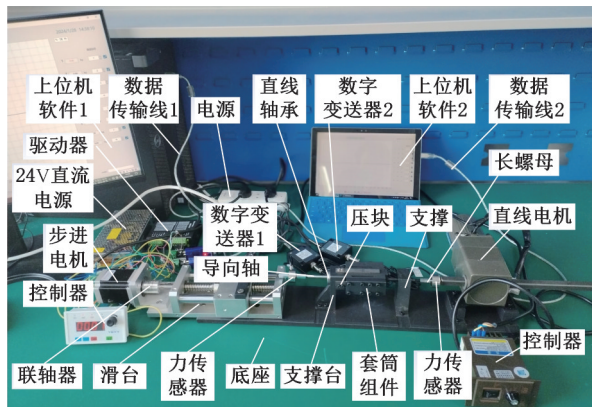 上位机
软件1
数据
传输线1
电源
直线
轴承
数字
变送器2
上位机
软件2
数据
传输线2
驱动器
长螺母
24V直流
电源
数字变
送器1
压块
支撑
直线电机
步进
电机
导向轴
控制器
控制器
联轴器
滑台
力传
感器
底座
支撑台
套筒
组件
力传
感器